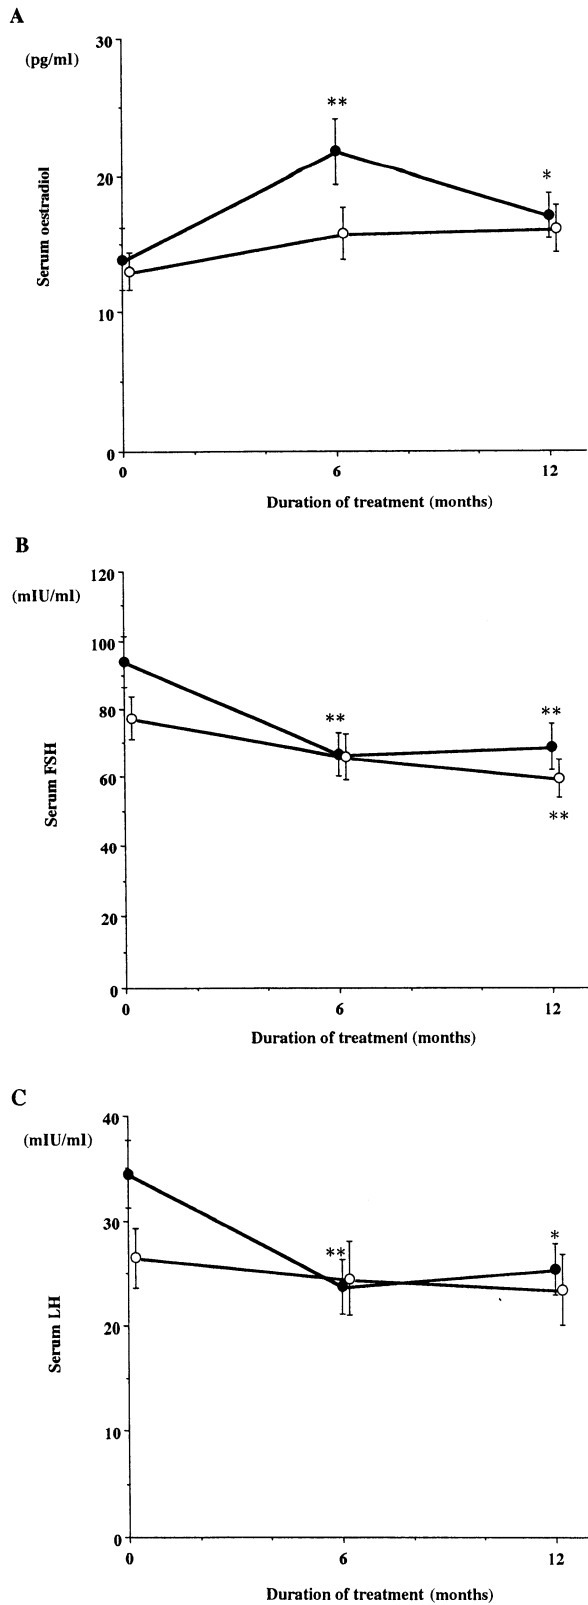 A
(pg/ml)
30
20
10
0
Serum oestradiol
**
*
0 6 12
Duration of treatment (months)
B
(mIU/ml)
120
100
80
60
40
20
0
Serum FSH
**
**
**
0 6 12
Duration of treatment (months)
C
(mIU/ml)
40
30
20
10
0
Serum LH
**
*
0 6 12
Duration of treatment (months)